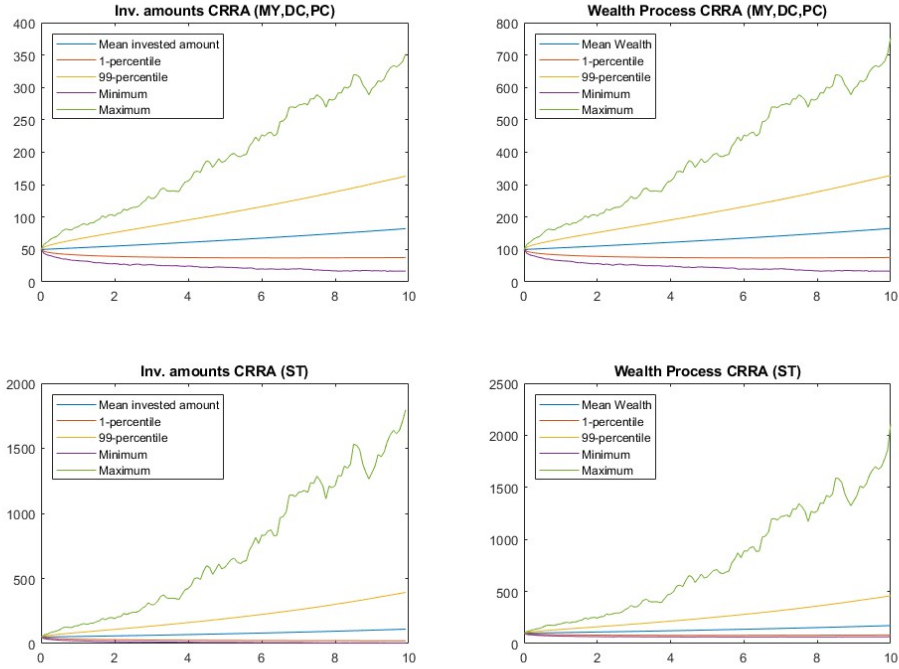 Inv. amounts CRRA (MY,DC,PC)
400
350
300
250
200
150
100
50
0
Mean invested amount
1-percentile
99-percentile
Minimum
Maximum
0 2 4 6 8 10
Wealth Process CRRA (MY,DC,PC)
800
700
600
500
400
300
200
100
0
Mean Wealth
1-percentile
99-percentile
Minimum
Maximum
0 2 4 6 8 10
Inv. amounts CRRA (ST)
2000
1500
1000
500
0
Mean invested amount
1-percentile
99-percentile
Minimum
Maximum
0 2 4 6 8 10
Wealth Process CRRA (ST)
2500
2000
1500
1000
500
0
Mean Wealth
1-percentile
99-percentile
Minimum
Maximum
0 2 4 6 8 10